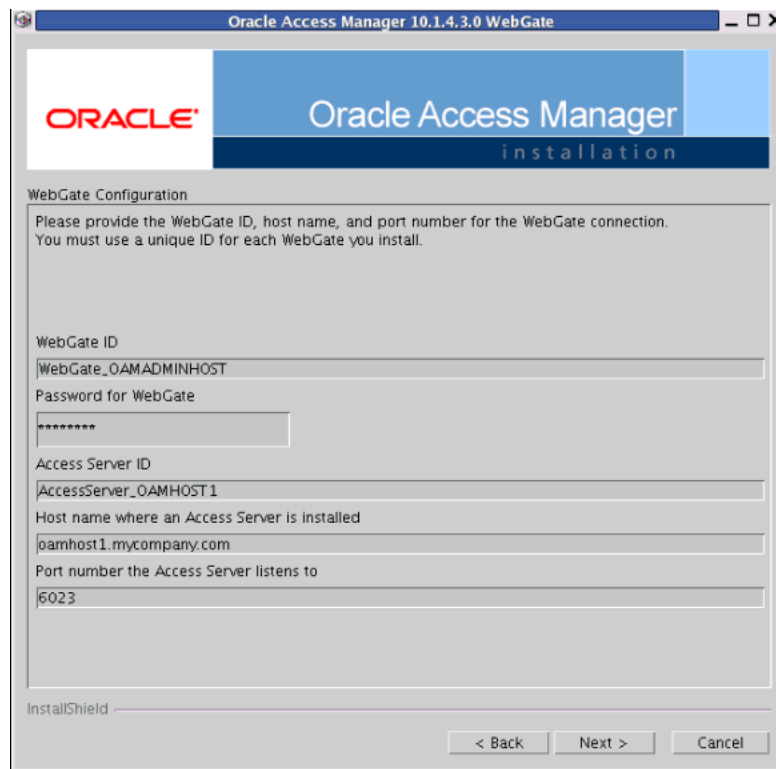 Oracle Access Manager 10.1.4.3.0 WebGate
ORACLE
Oracle Access Manager
installation
WebGate Configuration
Please provide the WebGate ID, host name, and port number for the WebGate connection.
You must use a unique ID for each WebGate you install.
WebGate ID
WebGate_OAMADMINHOST
Password for WebGate
********
Access Server ID
AccessServer_OAMHOST1
Host name where an Access Server is installed
oamhost1.mycompany.com
Port number the Access Server listens to
6023
InstallShield
< Back Next > Cancel